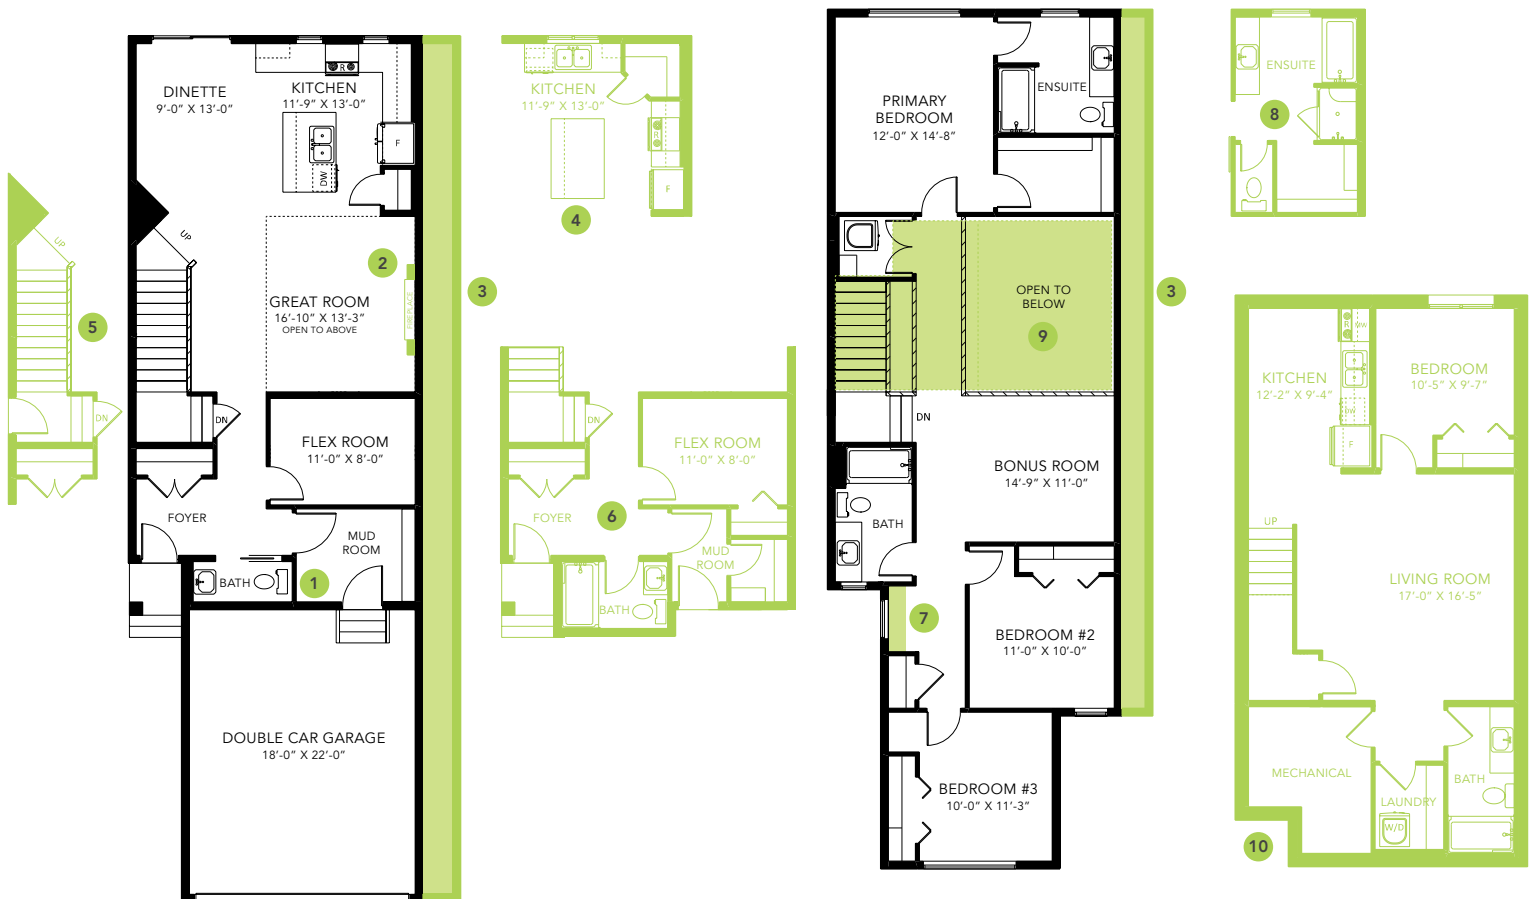 DINETTE
9'-0" X 13'-0"
KITCHEN
11'-9" X 13'-0"
R
F
DW
UP
2
GREAT ROOM
16'-10" X 13'-3"
OPEN TO ABOVE
FIREPLACE
DN
FLEX ROOM
11'-0" X 8'-0"
FOYER
MUD
ROOM
BATH
1
DOUBLE CAR GARAGE
18'-0" X 22'-0"
3
UP
5
DN
KITCHEN
11'-9" X 13'-0"
R
F
4
DN
FLEX ROOM
11'-0" X 8'-0"
FOYER
6
MUD
ROOM
BATH
PRIMARY
BEDROOM
12'-0" X 14'-8"
ENSUITE
OPEN TO
BELOW
9
3
DN
BONUS ROOM
14'-9" X 11'-0"
BATH
7
BEDROOM #2
11'-0" X 10'-0"
BEDROOM #3
10'-0" X 11'-3"
ENSUITE
8
KITCHEN
12'-2" X 9'-4"
R
MW
DW
F
BEDROOM
10'-5" X 9'-7"
UP
LIVING ROOM
17'-0" X 16'-5"
MECHANICAL
LAUNDRY
W/D
BATH
10